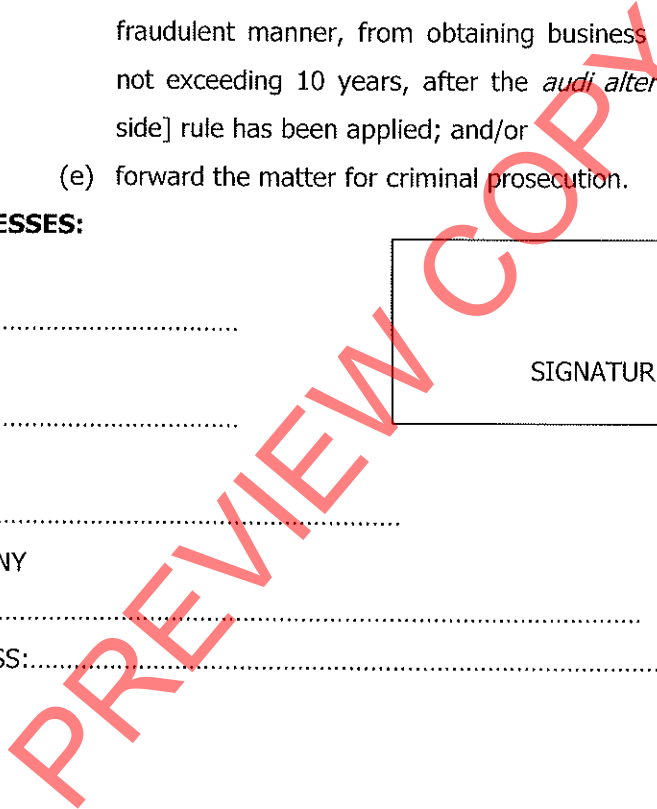 fraudulent manner, from obtaining business
not exceeding 10 years, after the audi alter
side] rule has been applied; and/or
(e) forward the matter for criminal prosecution.
ESSES:
SIGNATUR
NY
SS:
PREVIEW COPY